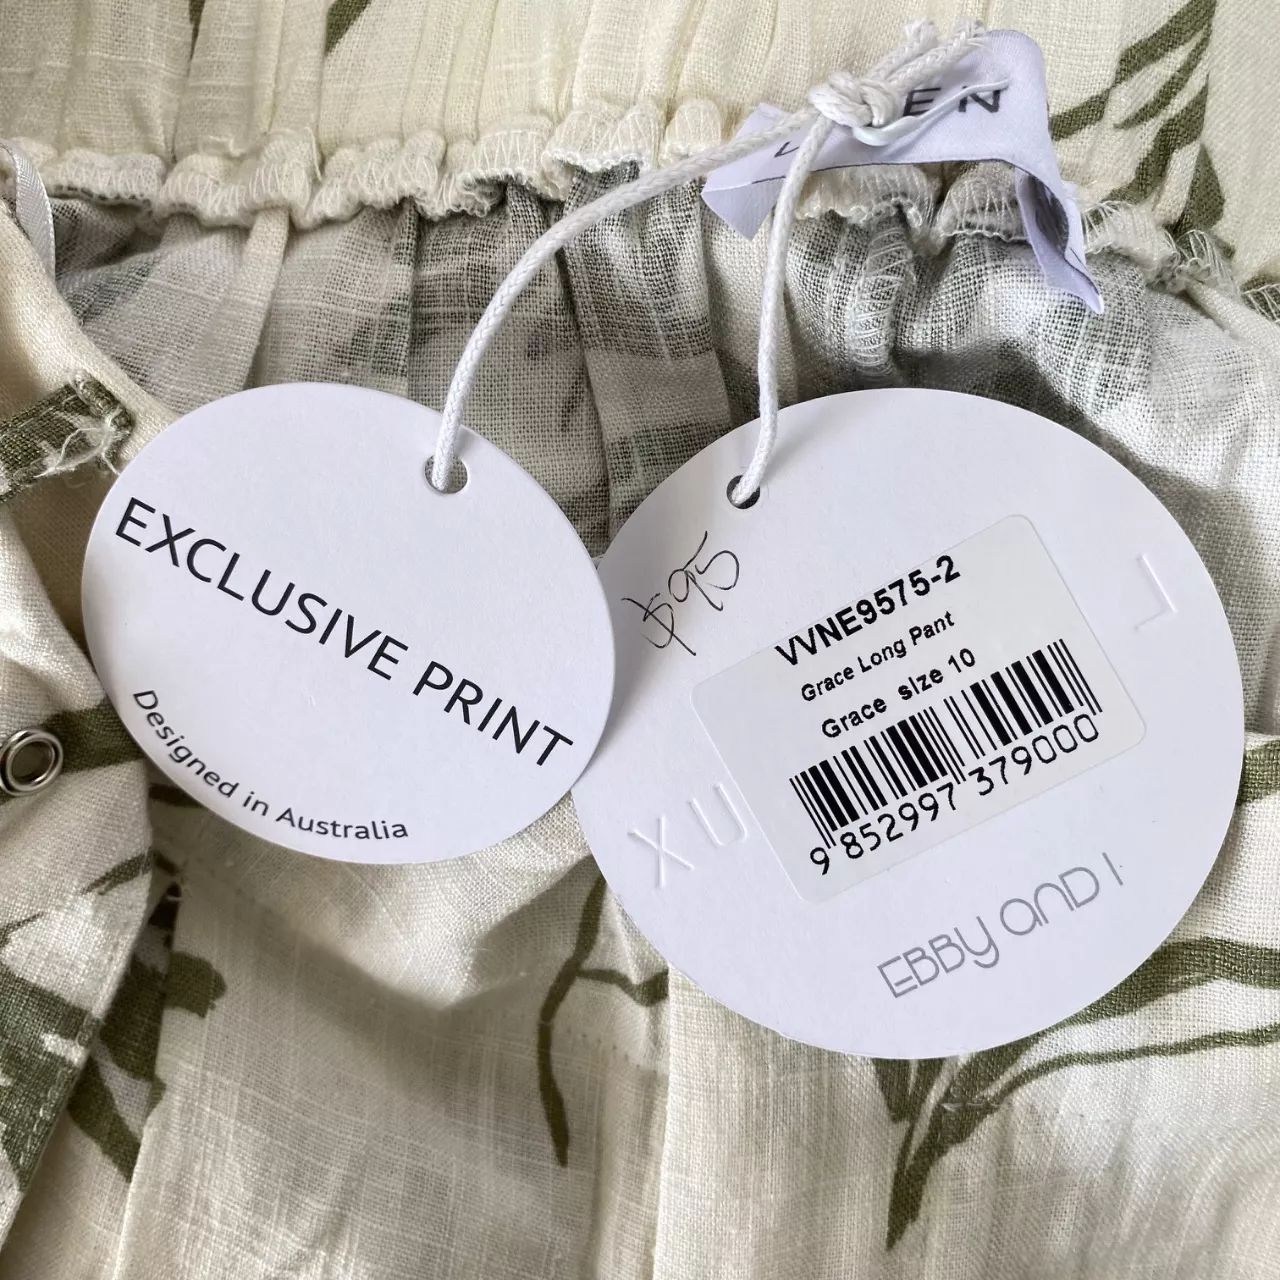 EXCLUSIVE PRINT
Designed in Australia
$95
VVNE9575-2
Grace Long Pant
Grace size 10
9 852997 379000
EBBY AND I